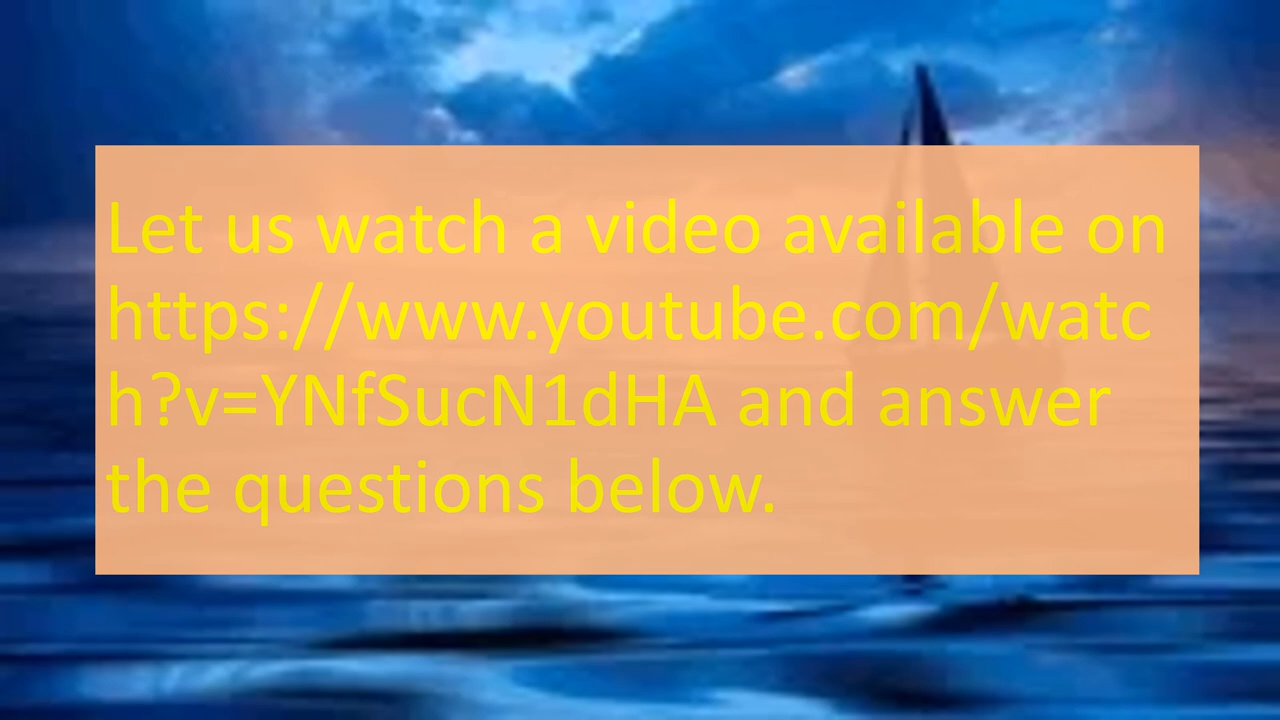 Let us watch a video available on
https://www.youtube.com/watc
h?v=YNfSucN1dHA and answer
the questions below.